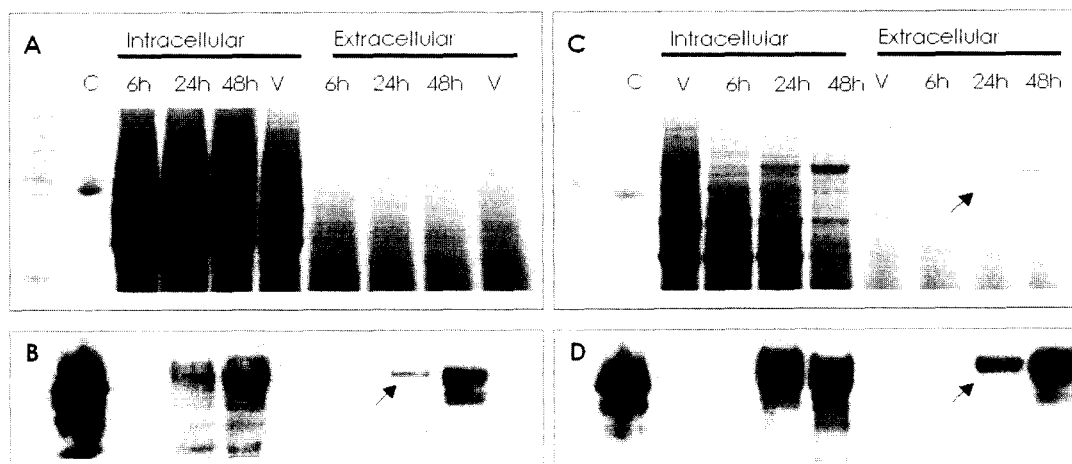 A
Intracellular Extracellular
C 6h 24h 48h V 6h 24h 48h V
C
Intracellular Extracellular
C V 6h 24h 48h V 6h 24h 48h
B
D